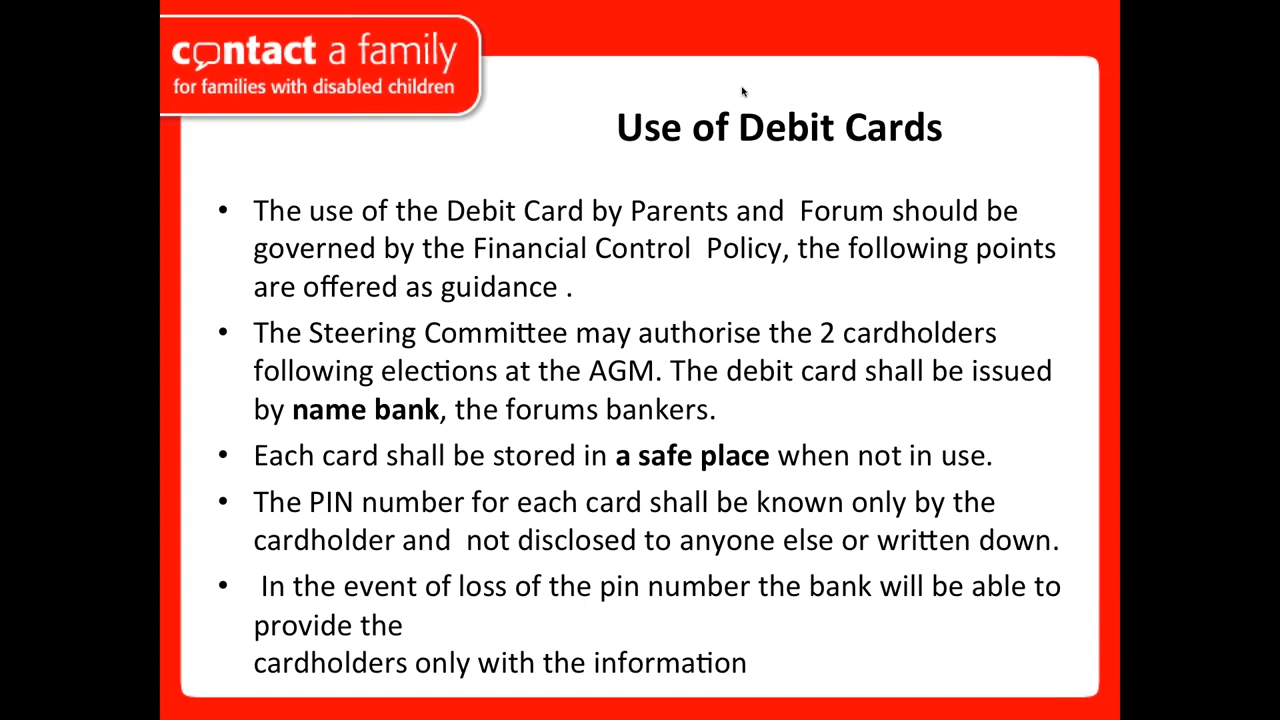 contact a family
for families with disabled children
Use of Debit Cards
• The use of the Debit Card by Parents and  Forum should be
governed by the Financial Control  Policy, the following points
are offered as guidance .
• The Steering Committee may authorise the 2 cardholders
following elections at the AGM. The debit card shall be issued
by name bank, the forums bankers.
• Each card shall be stored in a safe place when not in use.
• The PIN number for each card shall be known only by the
cardholder and  not disclosed to anyone else or written down.
•  In the event of loss of the pin number the bank will be able to
provide the
cardholders only with the information